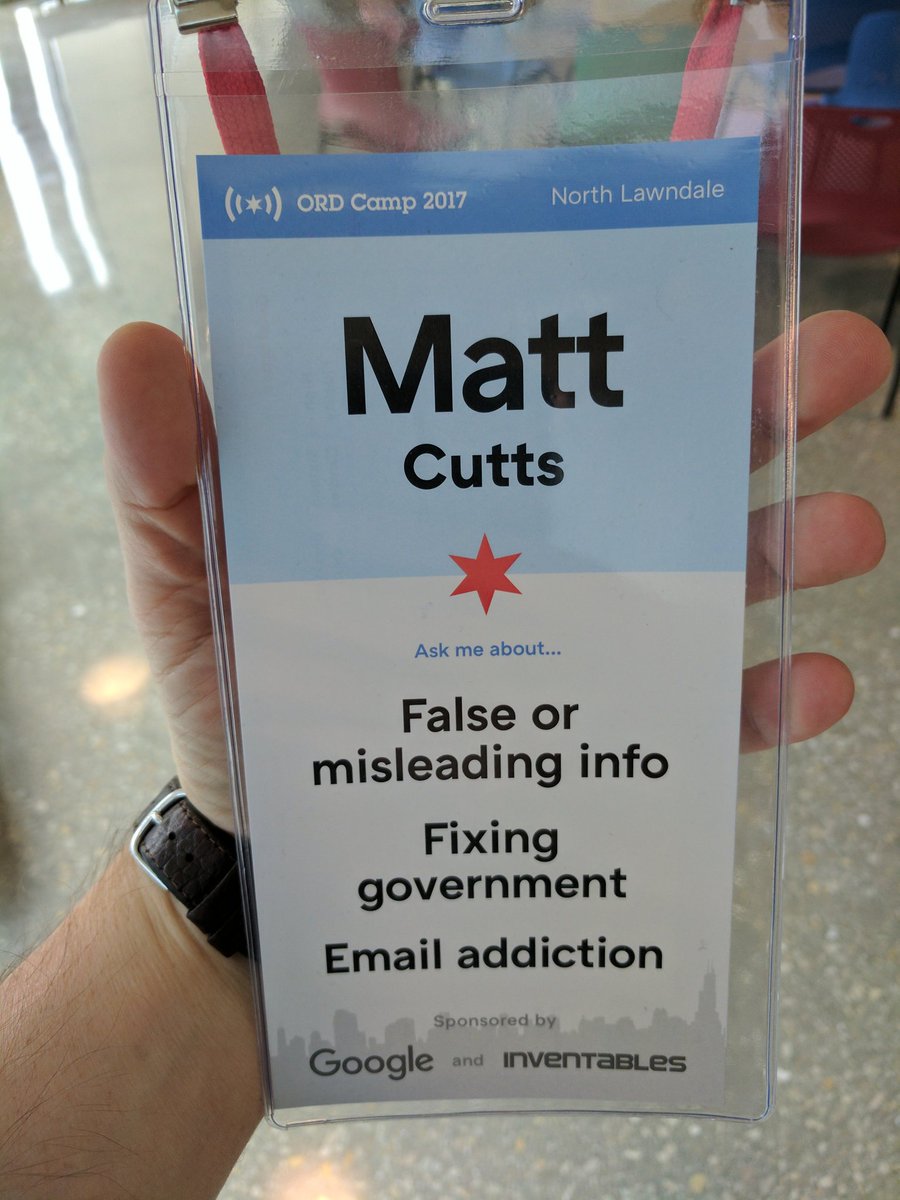 ORD Camp 2017 North Lawndale
Matt
Cutts
Ask me about...
False or
misleading info
Fixing
government
Email addiction
Sponsored by
Google and INVENTABLES